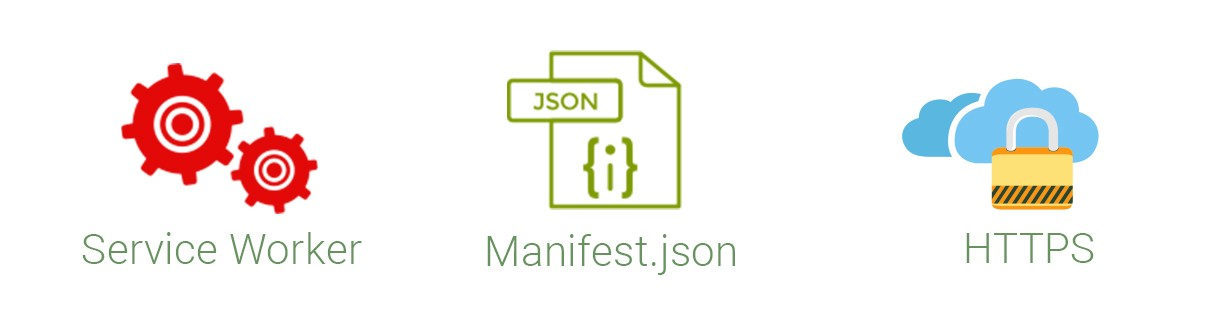 JSON
{i}
Service Worker
Manifest.json
HTTPS